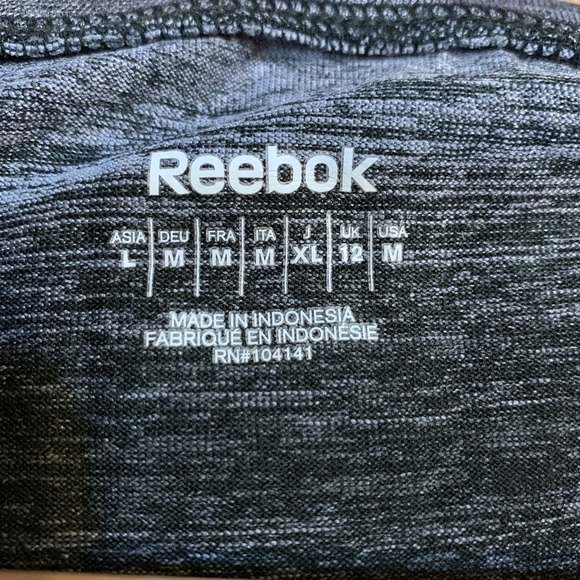 Reebok
ASIA DEU FRA ITA J UK USA
L M M M XL 12 M
MADE IN INDONESIA
FABRIQUÉ EN INDONÉSIE
RN#104141